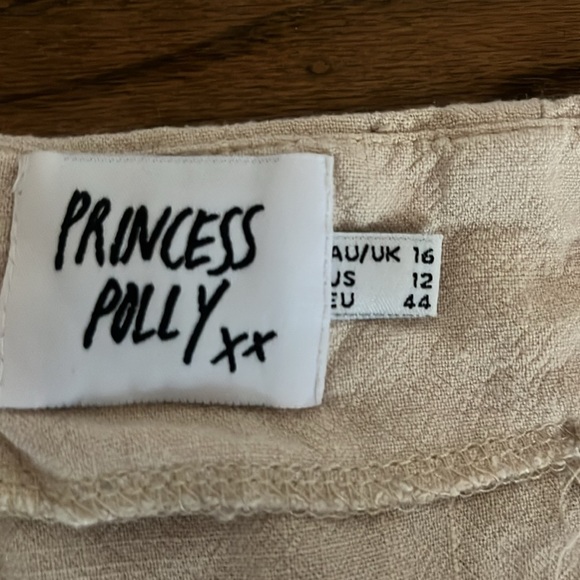 PRINCESS
POLLY xx
AU/UK 16
US 12
EU 44